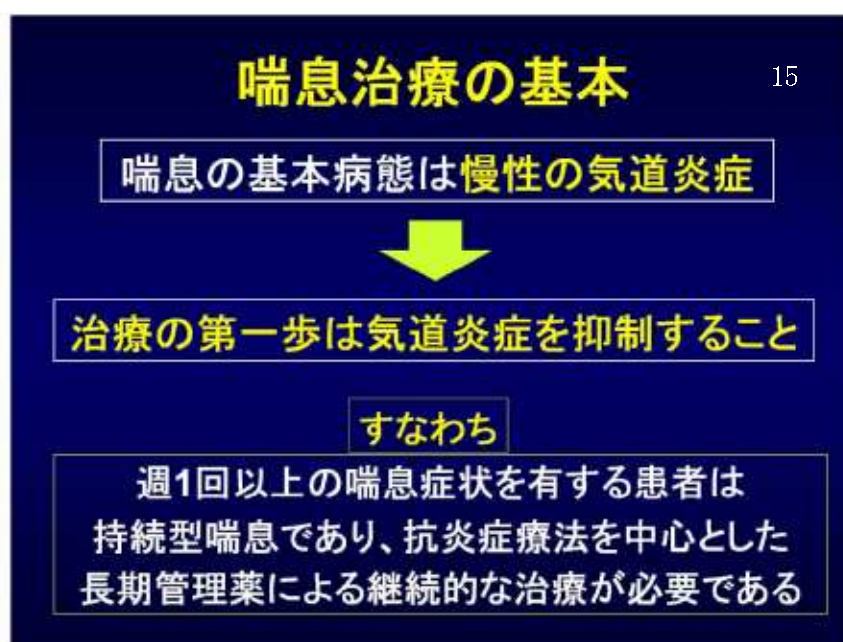 喘息治療の基本
15
喘息の基本病態は慢性の気道炎症
治療の第一歩は気道炎症を抑制すること
すなわち
週1回以上の喘息症状を有する患者は
持続型喘息であり、抗炎症療法を中心とした
長期管理薬による継続的な治療が必要である